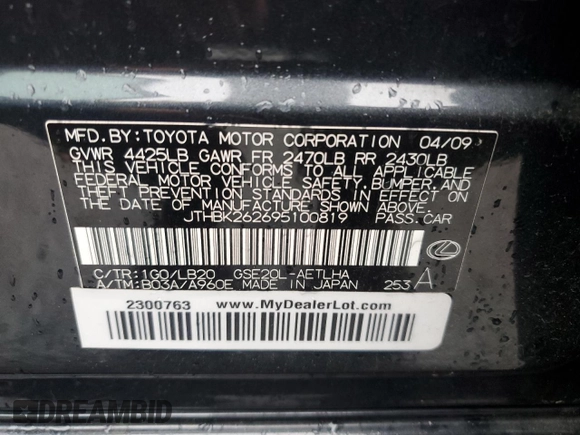 MFD. BY: TOYOTA MOTOR CORPORATION 04/09
GVWR 4425LB GAWR FR 2470LB RR 2430LB
THIS VEHICLE CONFORMS TO ALL APPLICABLE
FEDERAL MOTOR VEHICLE SAFETY, BUMPER, AND
THEFT PREVENTION STANDARDS IN EFFECT ON
THE DATE OF MANUFACTURE SHOWN ABOVE.
JTHBK262695100819 PASS. CAR
C/TR: 1G0/LB20 GSE20L-AETLHA
A/TM: B03A/A960E MADE IN JAPAN 253 A
2300763 www.MyDealerLot.com
DREAMBID